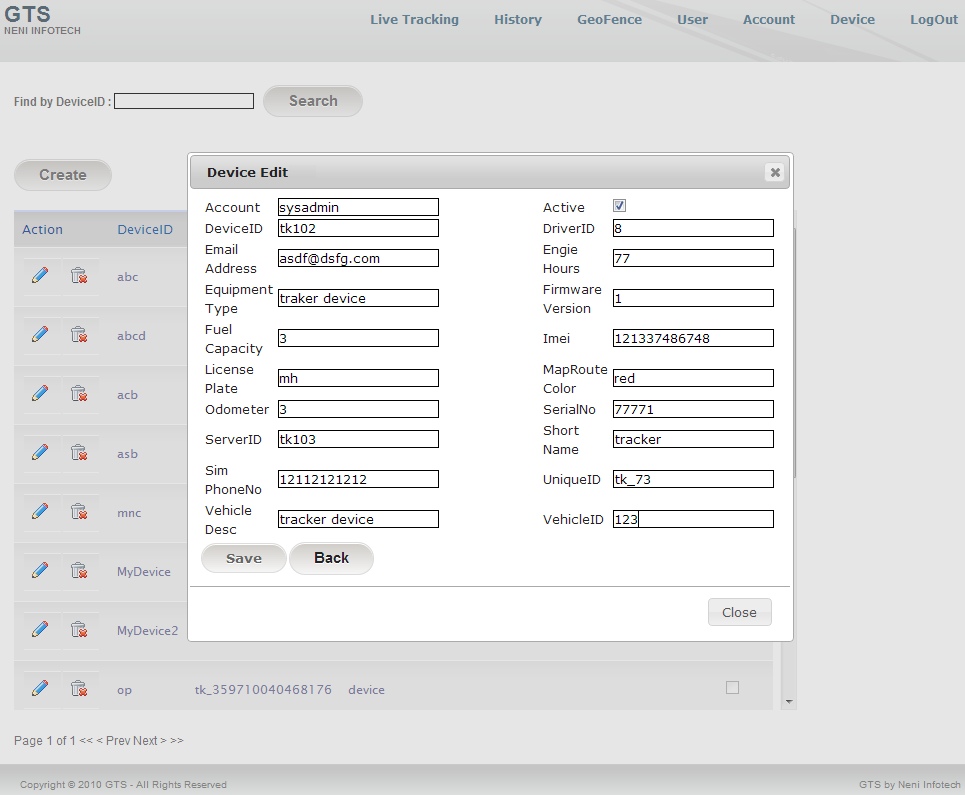 GTS
NENI INFOTECH
Live Tracking History GeoFence User Account Device LogOut
Find by DeviceID : Search
Create
Device Edit
Account sysadmin Active
DeviceID tk102 DriverID 8
Email Address asdf@dsfg.com Engie Hours 77
Equipment Type traker device Firmware Version 1
Fuel Capacity 3 Imei 121337486748
License Plate mh MapRoute Color red
Odometer 3 SerialNo 77771
ServerID tk103 Short Name tracker
Sim PhoneNo 12112121212 UniqueID tk_73
Vehicle Desc tracker device VehicleID 123
Save Back
Close
Action DeviceID
abc
abcd
acb
asb
mnc
MyDevice
MyDevice2
op tk_359710040468176 device
Page 1 of 1 << < Prev Next > >>
Copyright © 2010 GTS - All Rights Reserved GTS by Neni Infotech